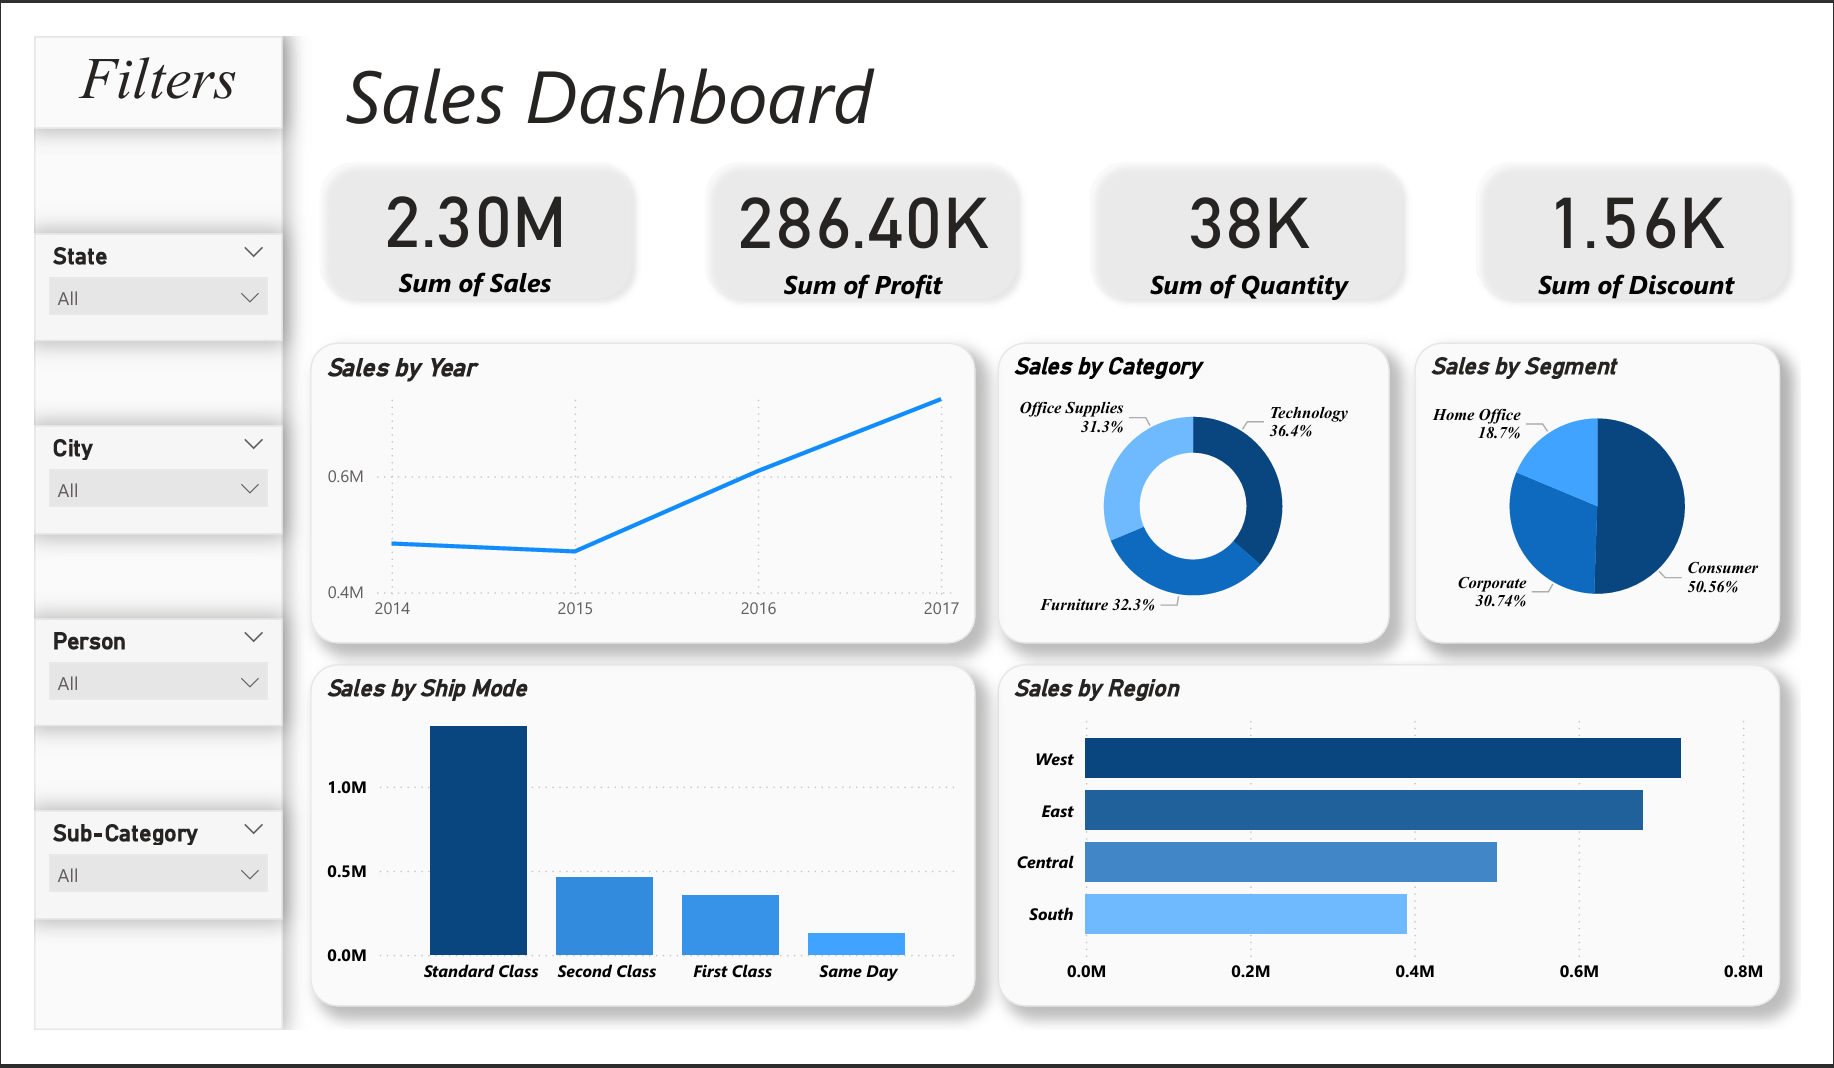 Filters
State
All
City
All
Person
All
Sub-Category
All
Sales Dashboard
2.30M
Sum of Sales
286.40K
Sum of Profit
38K
Sum of Quantity
1.56K
Sum of Discount
Sales by Year
0.6M
0.4M
2014 2015 2016 2017
Sales by Category
Office Supplies
31.3%
Technology
36.4%
Furniture 32.3%
Sales by Segment
Home Office
18.7%
Consumer
50.56%
Corporate
30.74%
Sales by Ship Mode
1.0M
0.5M
0.0M
Standard Class Second Class First Class Same Day
Sales by Region
West
East
Central
South
0.0M 0.2M 0.4M 0.6M 0.8M